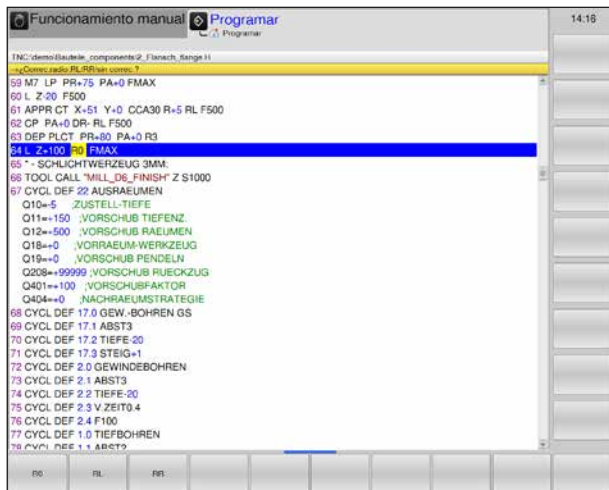 Funcionamiento manual
Programar
Programar
14:16
TNC:\demo\Bauteile_components\2_Flansch_flange.H
→¿Correc.radio:RL/RR/sin correc.?
59 M7 LP PR+75 PA+0 FMAX
60 L Z-20 F500
61 APPR CT X+51 Y+0 CCA30 R+5 RL F500
62 CP PA+0 DR- RL F500
63 DEP PLCT PR+80 PA+0 R3
64 L Z+100 R0 FMAX
65 * - SCHLICHTWERZEUG 3MM:
66 TOOL CALL "MILL_D6_FINISH" Z S1000
67 CYCL DEF 22 AUSRAEUMEN
Q10=-5 ;ZUSTELL-TIEFE
Q11=+150 ;VORSCHUB TIEFENZ.
Q12=+500 ;VORSCHUB RAEUMEN
Q18=+0 ;VORRAEUM-WERKZEUG
Q19=+0 ;VORSCHUB PENDELN
Q208=+99999 ;VORSCHUB RUECKZUG
Q401=+100 ;VORSCHUBFAKTOR
Q404=+0 ;NACHRAEUMSTRATEGIE
68 CYCL DEF 17.0 GEW.-BOHREN GS
69 CYCL DEF 17.1 ABST3
70 CYCL DEF 17.2 TIEFE-20
71 CYCL DEF 17.3 STEIG+1
72 CYCL DEF 2.0 GEWINDEBOHREN
73 CYCL DEF 2.1 ABST3
74 CYCL DEF 2.2 TIEFE-20
75 CYCL DEF 2.3 V.ZEIT0.4
76 CYCL DEF 2.4 F100
77 CYCL DEF 1.0 TIEFBOHREN
78 CYCL DEF 1.1 ABST2
R0 RL RR